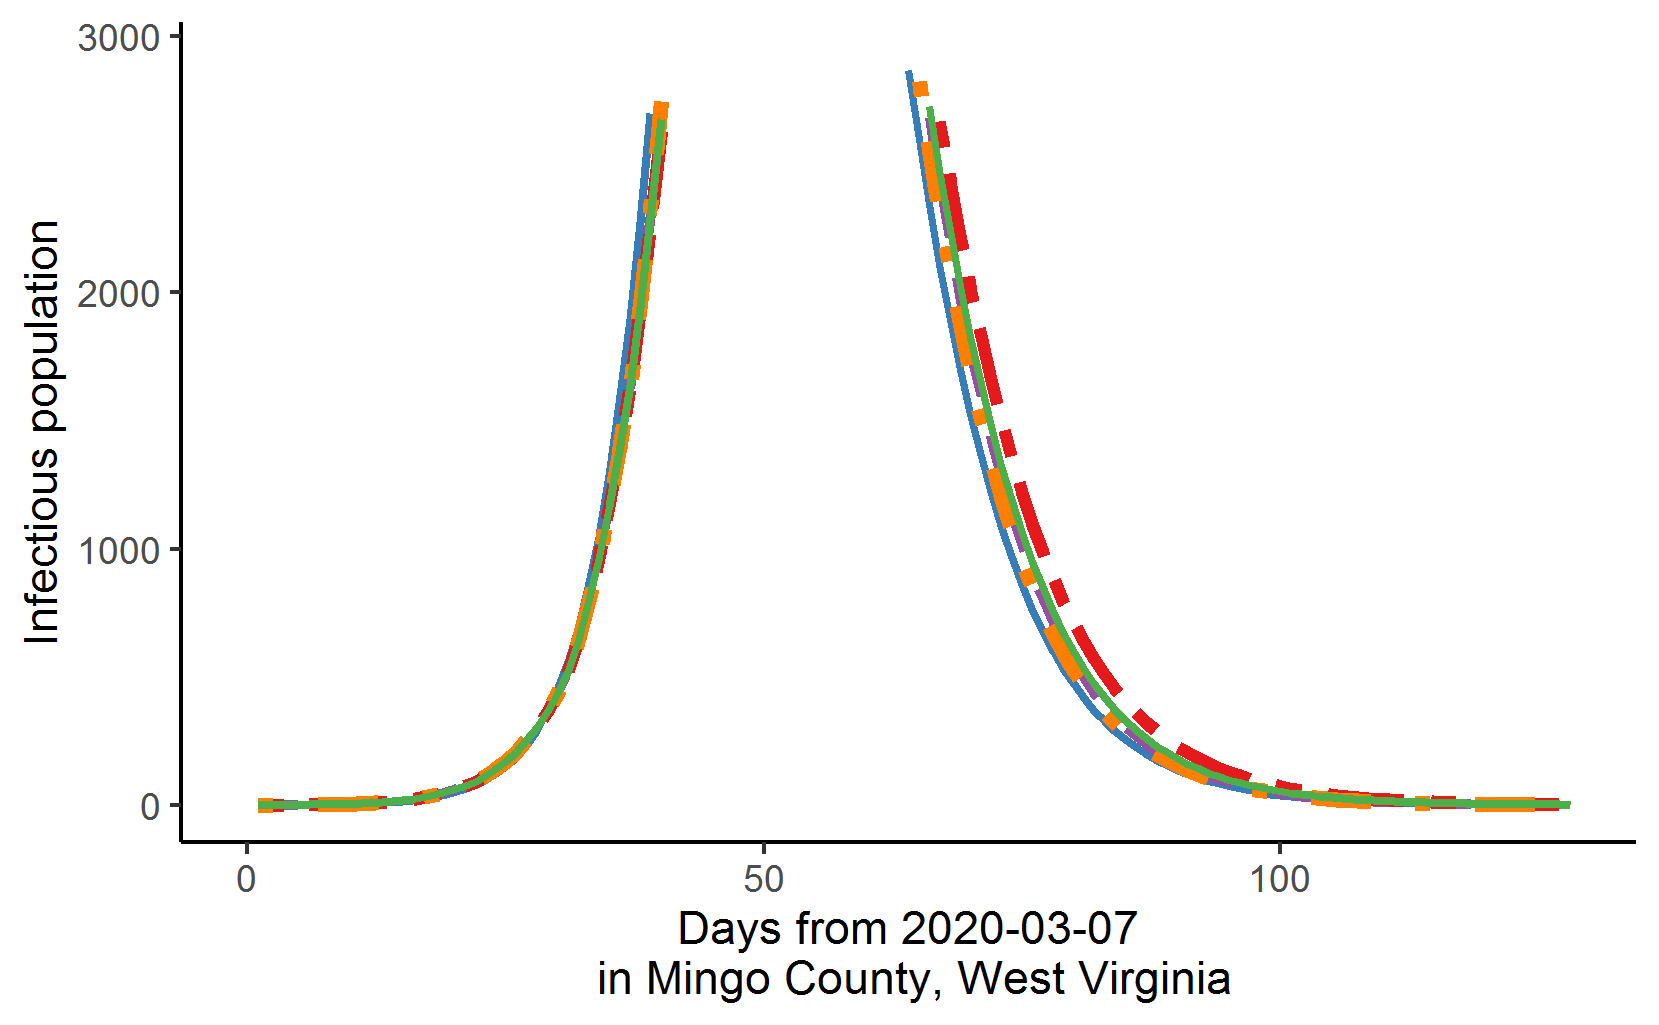 3000
2000
1000
0
Infectious population
0 50 100
Days from 2020-03-07
in Mingo County, West Virginia